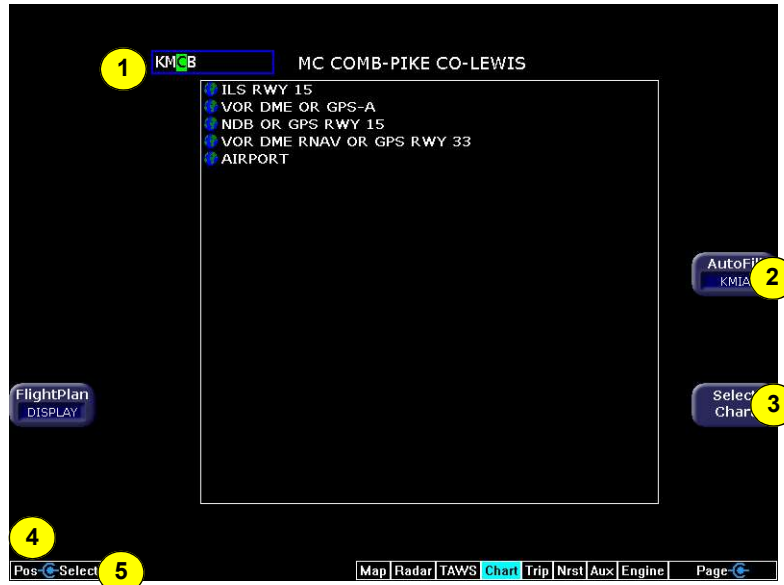 1
KMCB
MC COMB-PIKE CO-LEWIS
ILS RWY 15
VOR DME OR GPS-A
NDB OR GPS RWY 15
VOR DME RNAV OR GPS RWY 33
AIRPORT
AutoFill
KMIA
2
FlightPlan
DISPLAY
Select
Chart
3
4
Pos Select
5
Map Radar TAWS Chart Trip Nrst Aux Engine
Page